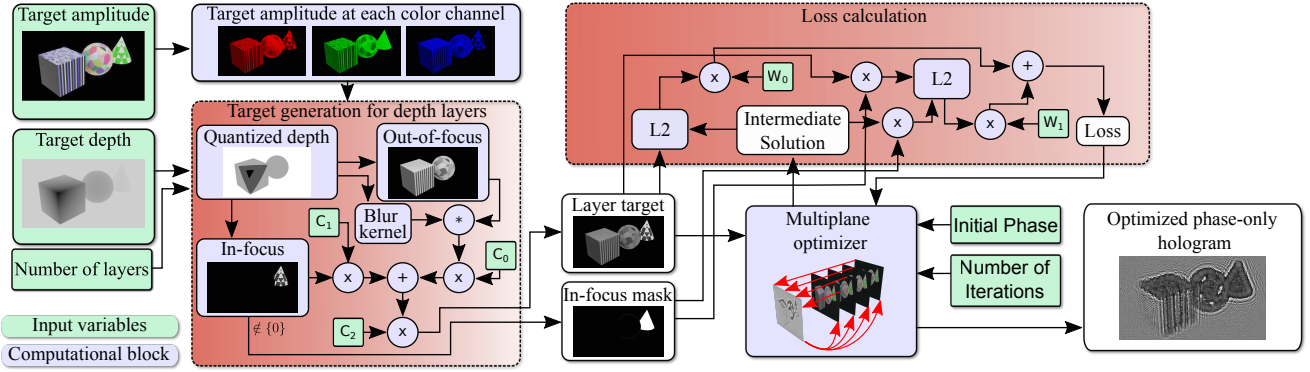 Target amplitude
Target amplitude at each color channel
Loss calculation
Target depth
Number of layers
Input variables
Computational block
Target generation for depth layers
Quantized depth
Out-of-focus
Blur
kernel
*
C1
C0
In-focus
x
+
x
C2
x
∉ {0}
Layer target
In-focus mask
L2
x
W0
Intermediate
Solution
x
x
L2
x
+
W1
Loss
Multiplane
optimizer
Initial Phase
Number of
Iterations
Optimized phase-only
hologram